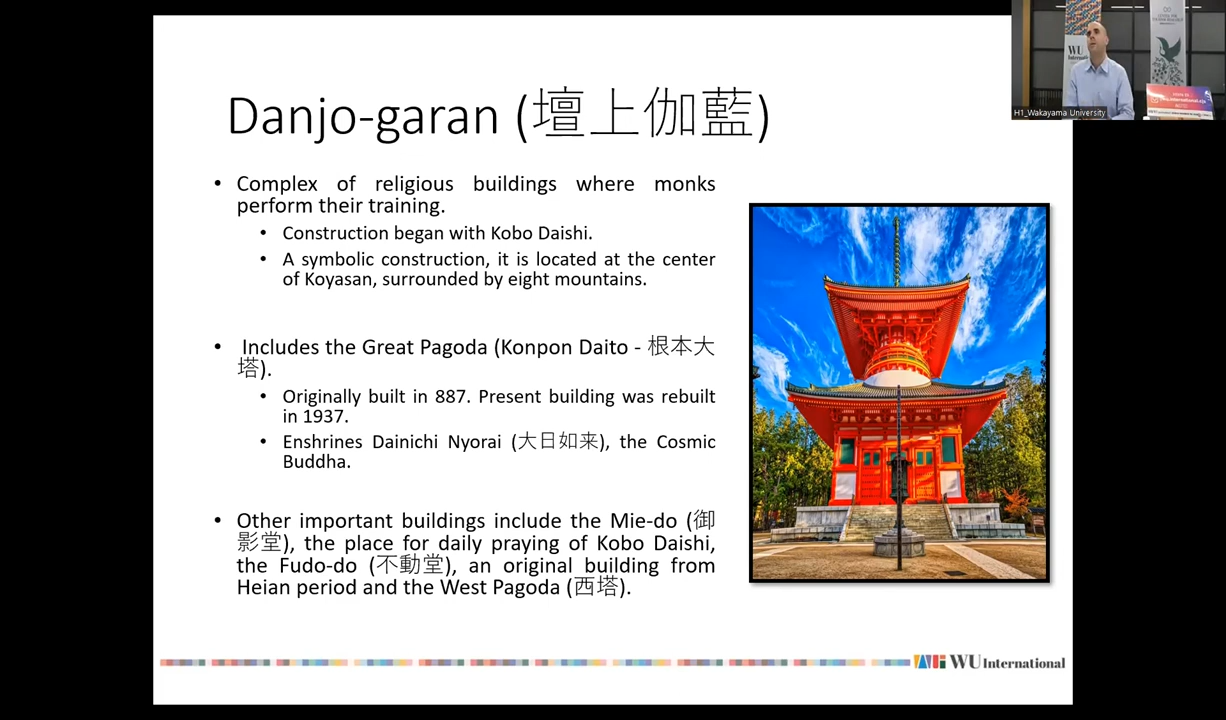 Danjo-garan (壇上伽藍)
• Complex of religious buildings where monks
perform their training.
• Construction began with Kobo Daishi.
• A symbolic construction, it is located at the center
of Koyasan, surrounded by eight mountains.
• Includes the Great Pagoda (Konpon Daito - 根本大
塔).
• Originally built in 887. Present building was rebuilt
in 1937.
• Enshrines Dainichi Nyorai (大日如来), the Cosmic
Buddha.
• Other important buildings include the Mie-do (御
影堂), the place for daily praying of Kobo Daishi,
the Fudo-do (不動堂), an original building from
Heian period and the West Pagoda (西塔).
WU International
WU
International
H1_Wakayama University